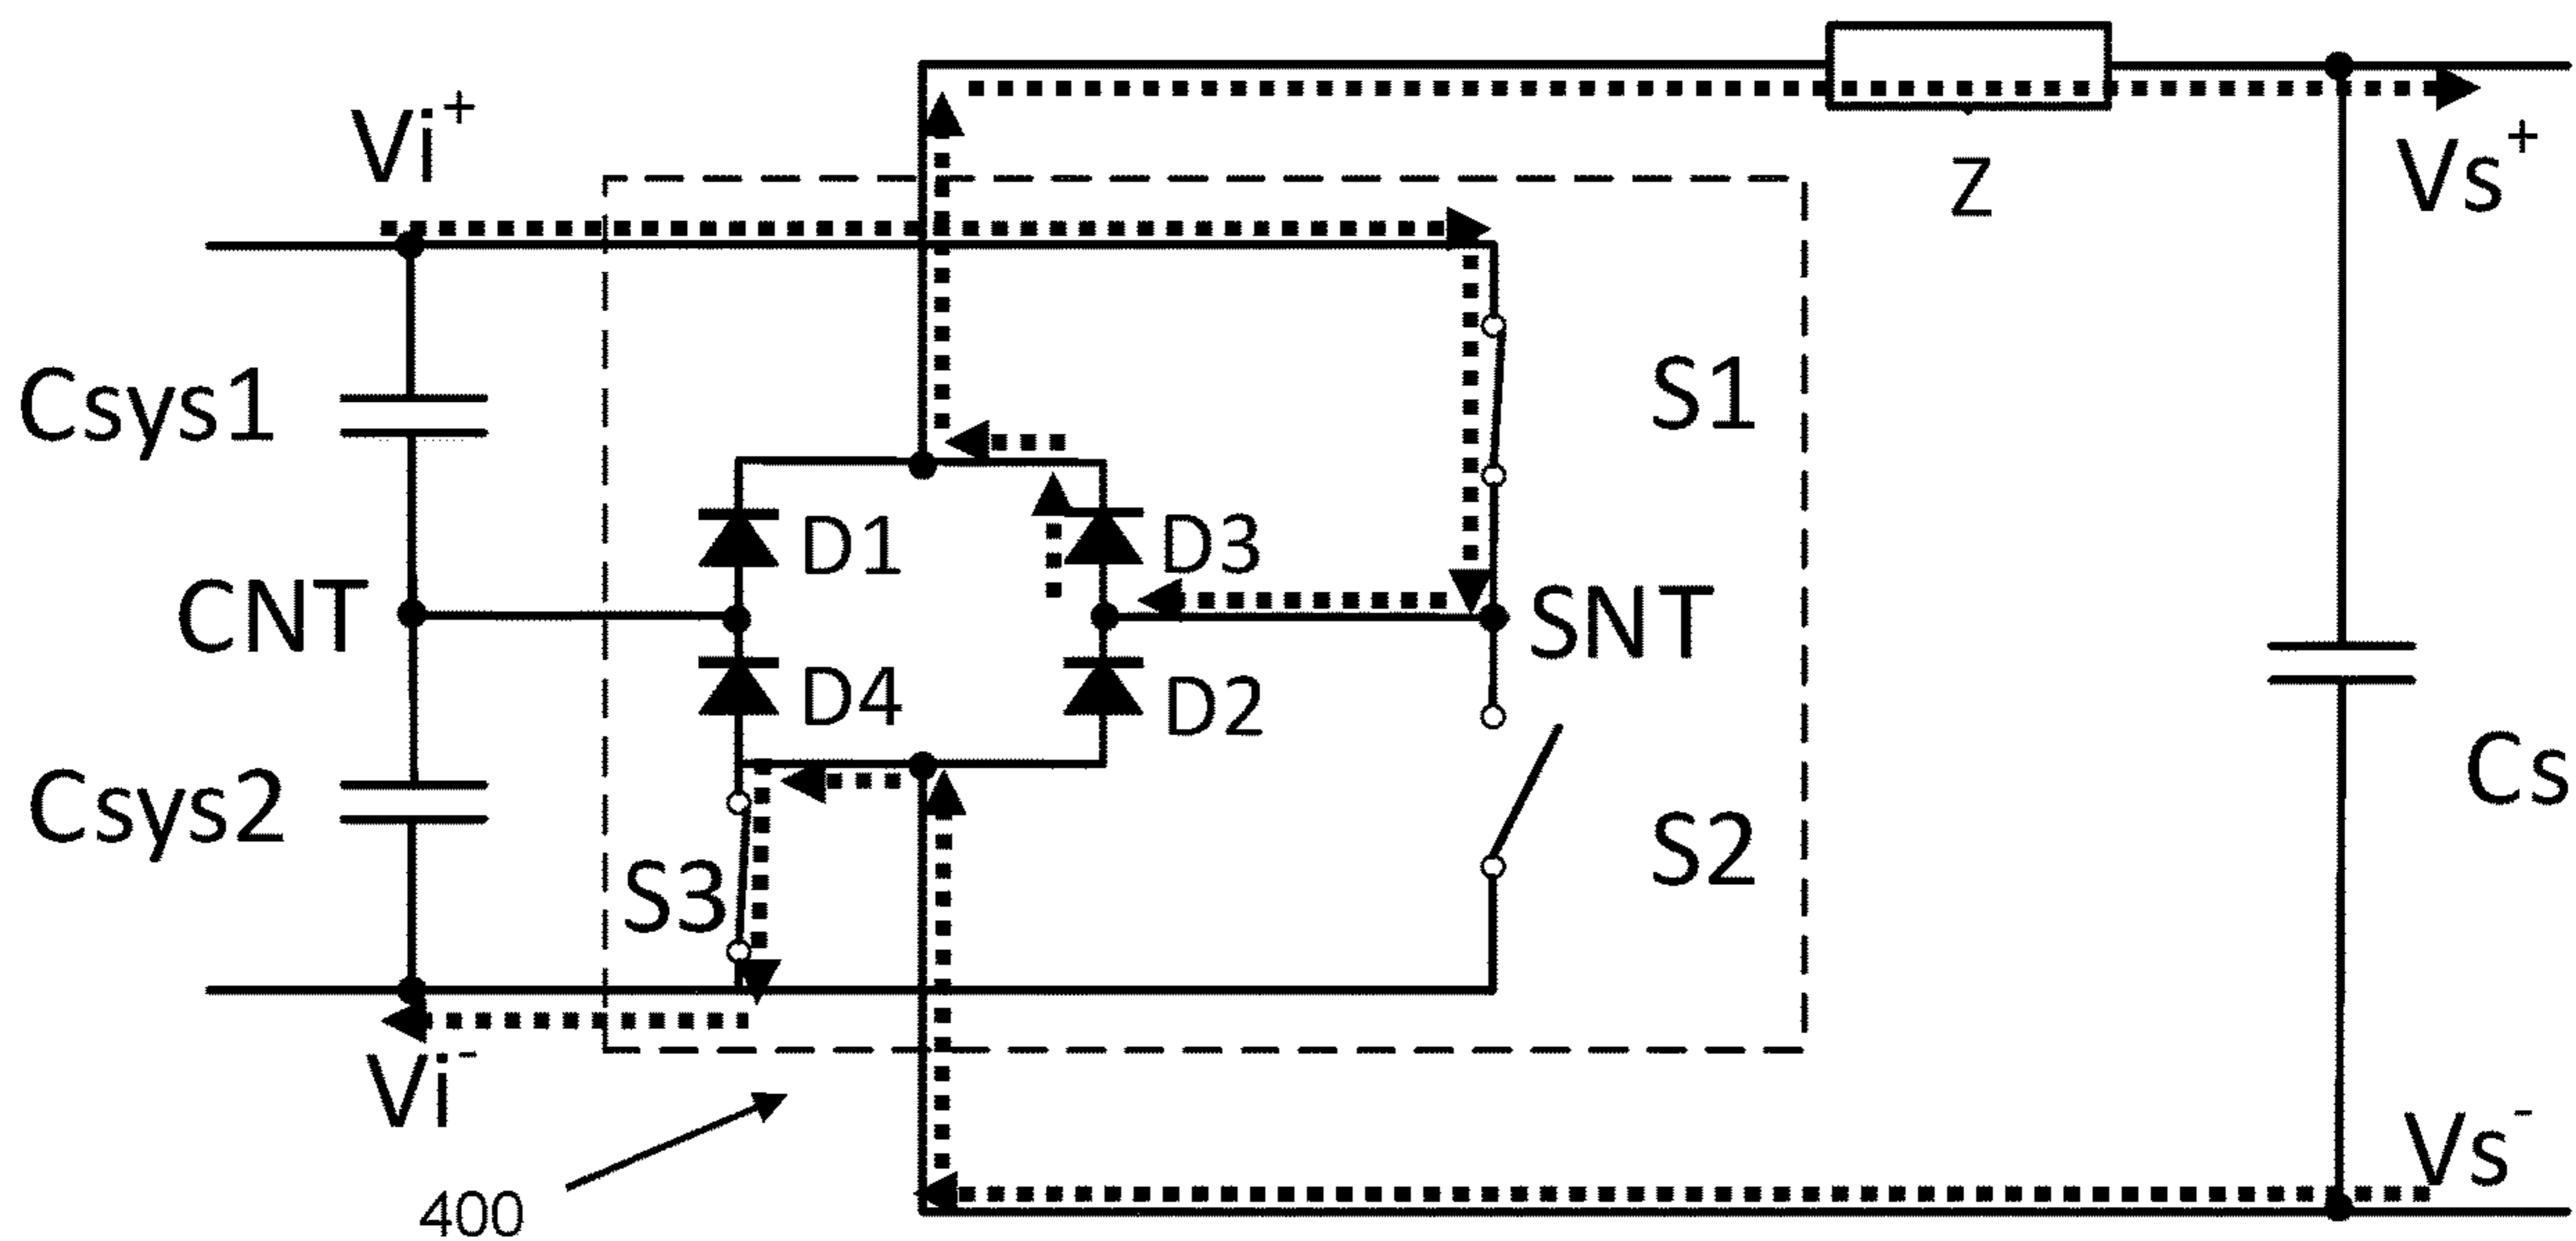 Vi+
Z
Vs+
Csys1
S1
D1
D3
CNT
SNT
D4
D2
Csys2
S3
S2
Cs
Vi-
Vs-
400